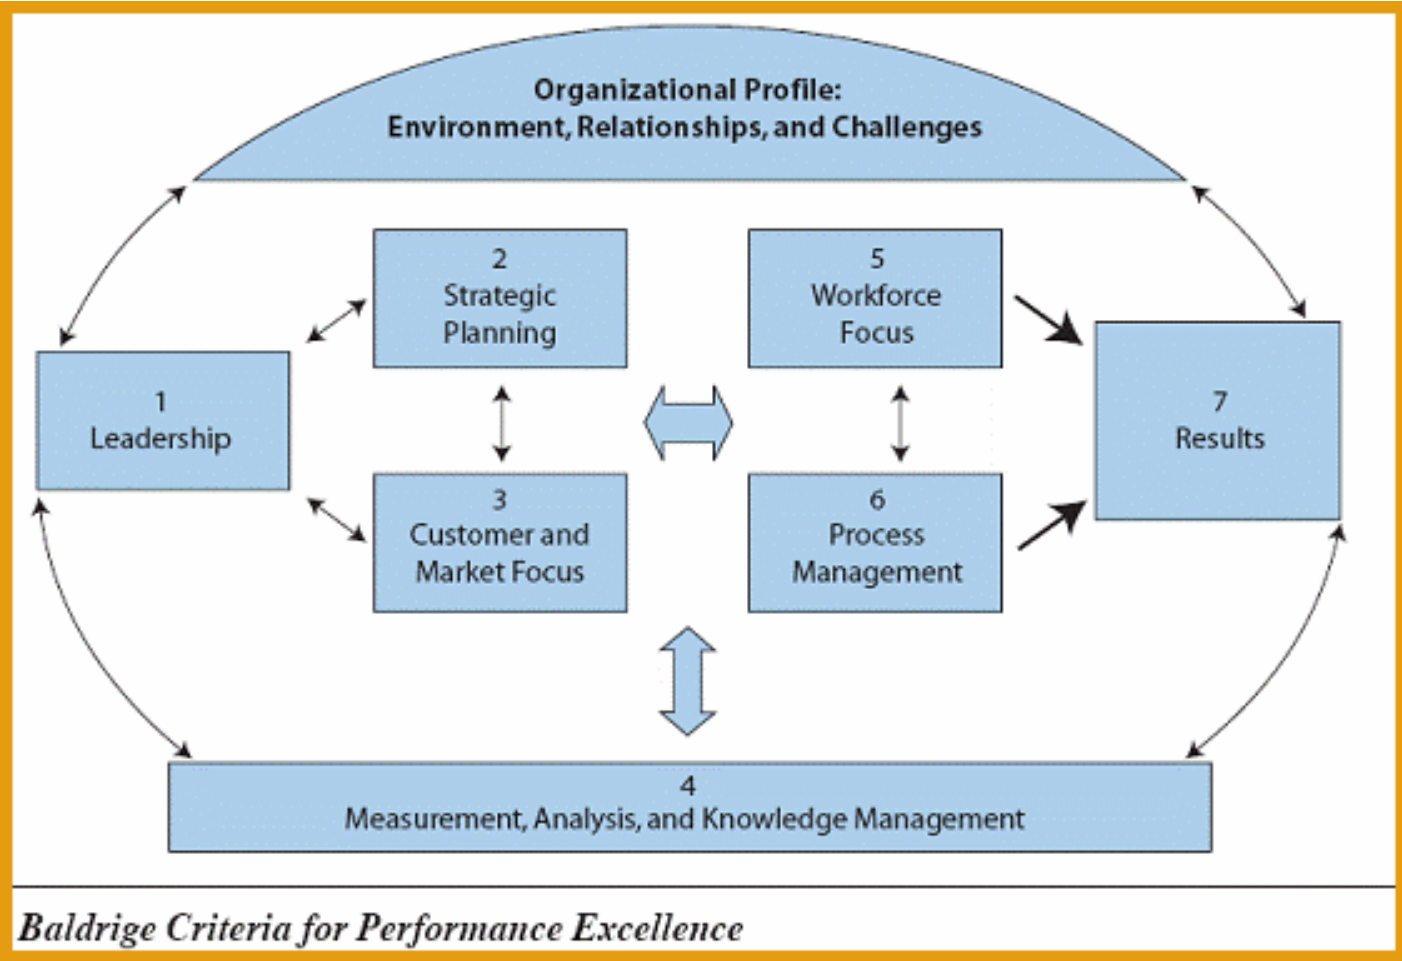 Organizational Profile:
Environment, Relationships, and Challenges
2
Strategic
Planning
5
Workforce
Focus
1
Leadership
7
Results
3
Customer and
Market Focus
6
Process
Management
4
Measurement, Analysis, and Knowledge Management
Baldrige Criteria for Performance Excellence